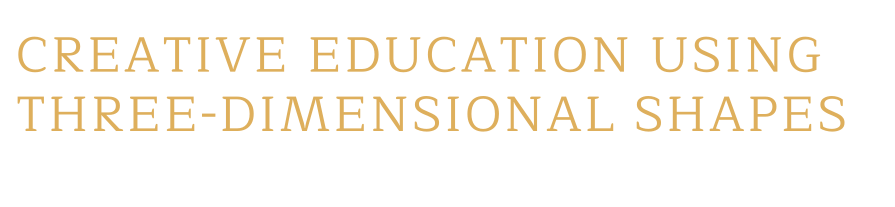 CREATIVE EDUCATION USING
THREE-DIMENSIONAL SHAPES